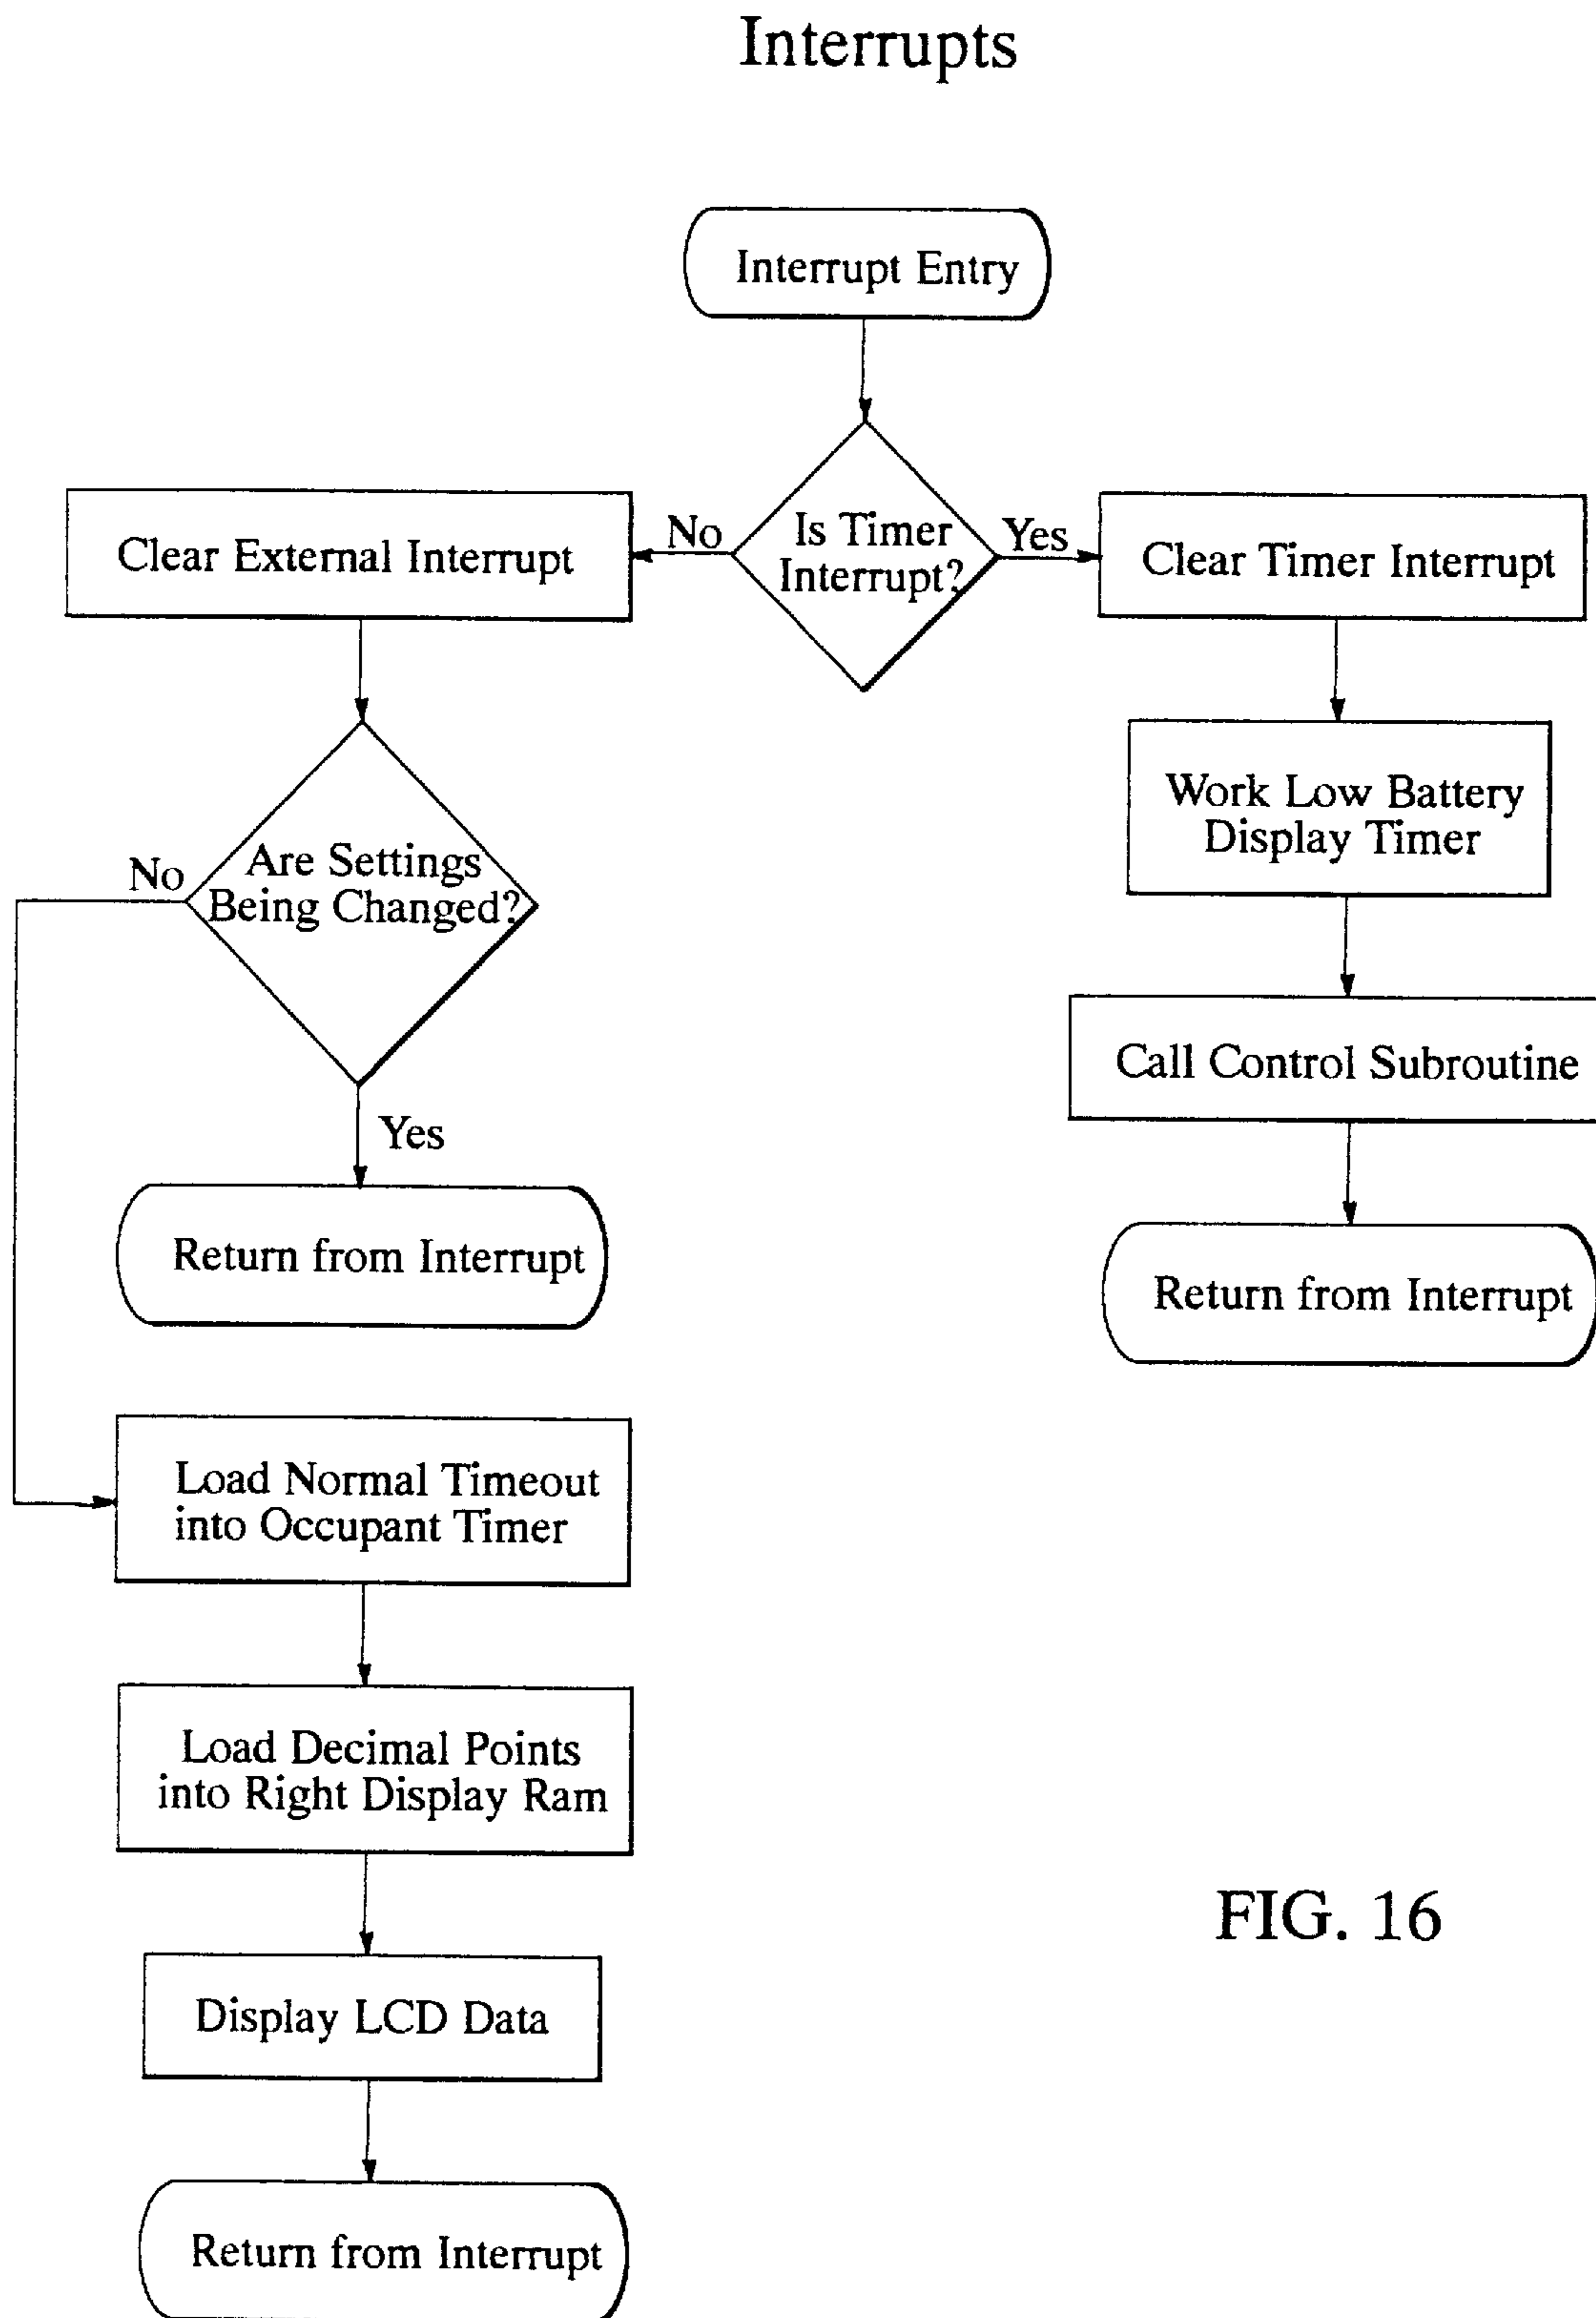 Interrupts
Interrupt Entry
Is Timer
Interrupt?
No
Yes
Clear External Interrupt
Clear Timer Interrupt
Are Settings
Being Changed?
No
Yes
Return from Interrupt
Work Low Battery
Display Timer
Call Control Subroutine
Return from Interrupt
Load Normal Timeout
into Occupant Timer
Load Decimal Points
into Right Display Ram
Display LCD Data
Return from Interrupt
FIG. 16